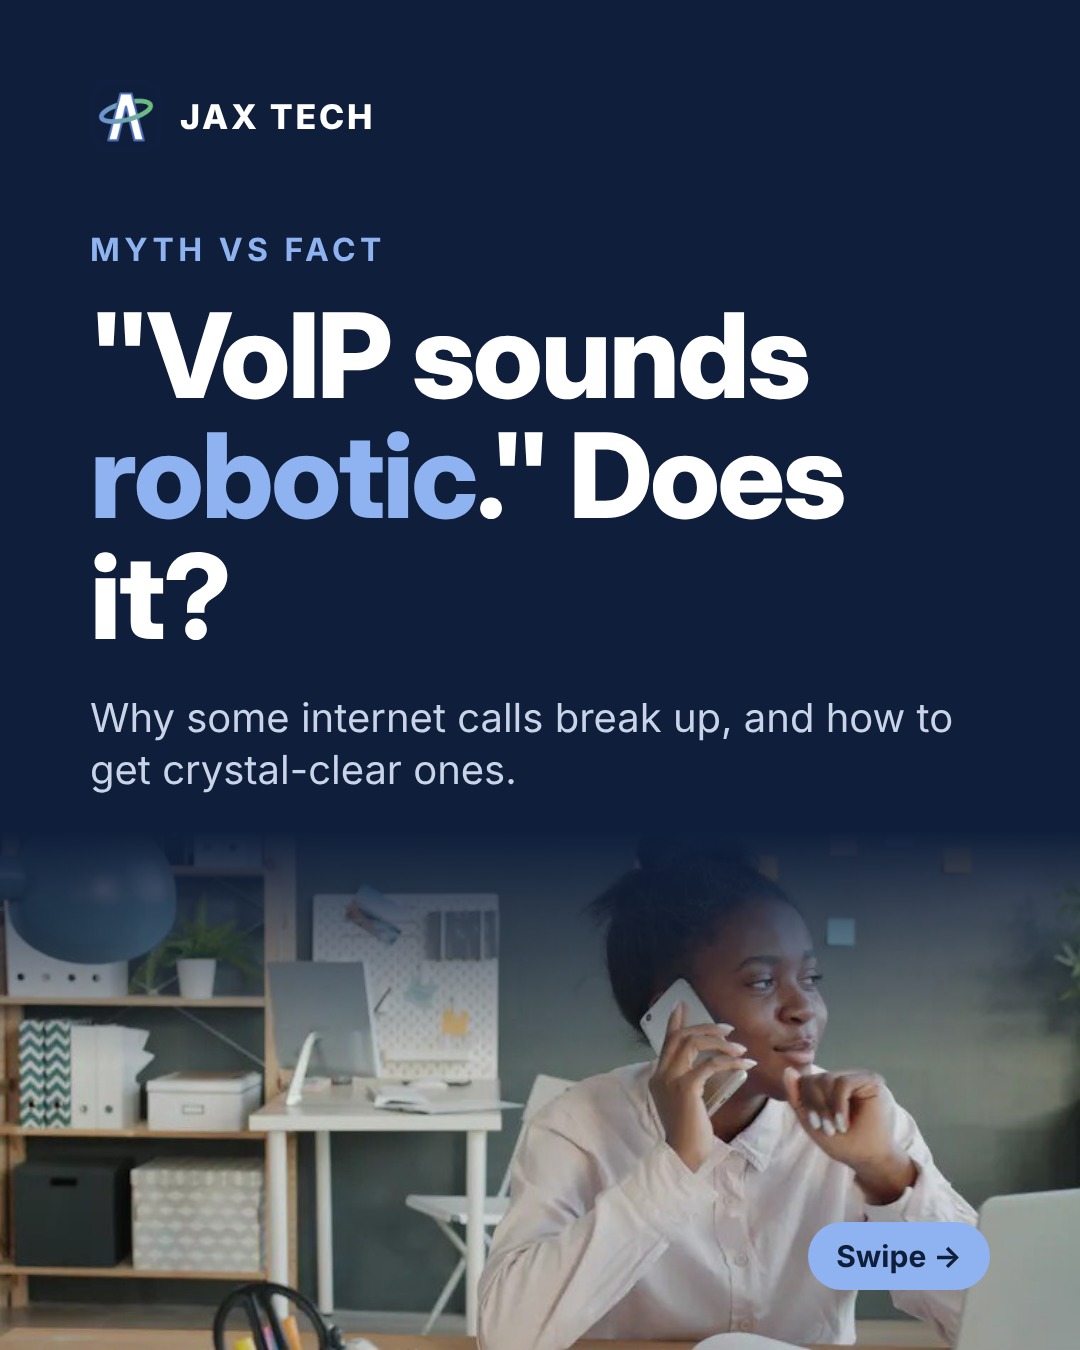 JAX TECH
MYTH VS FACT
"VoIP sounds
robotic." Does
it?
Why some internet calls break up, and how to
get crystal-clear ones.
Swipe →